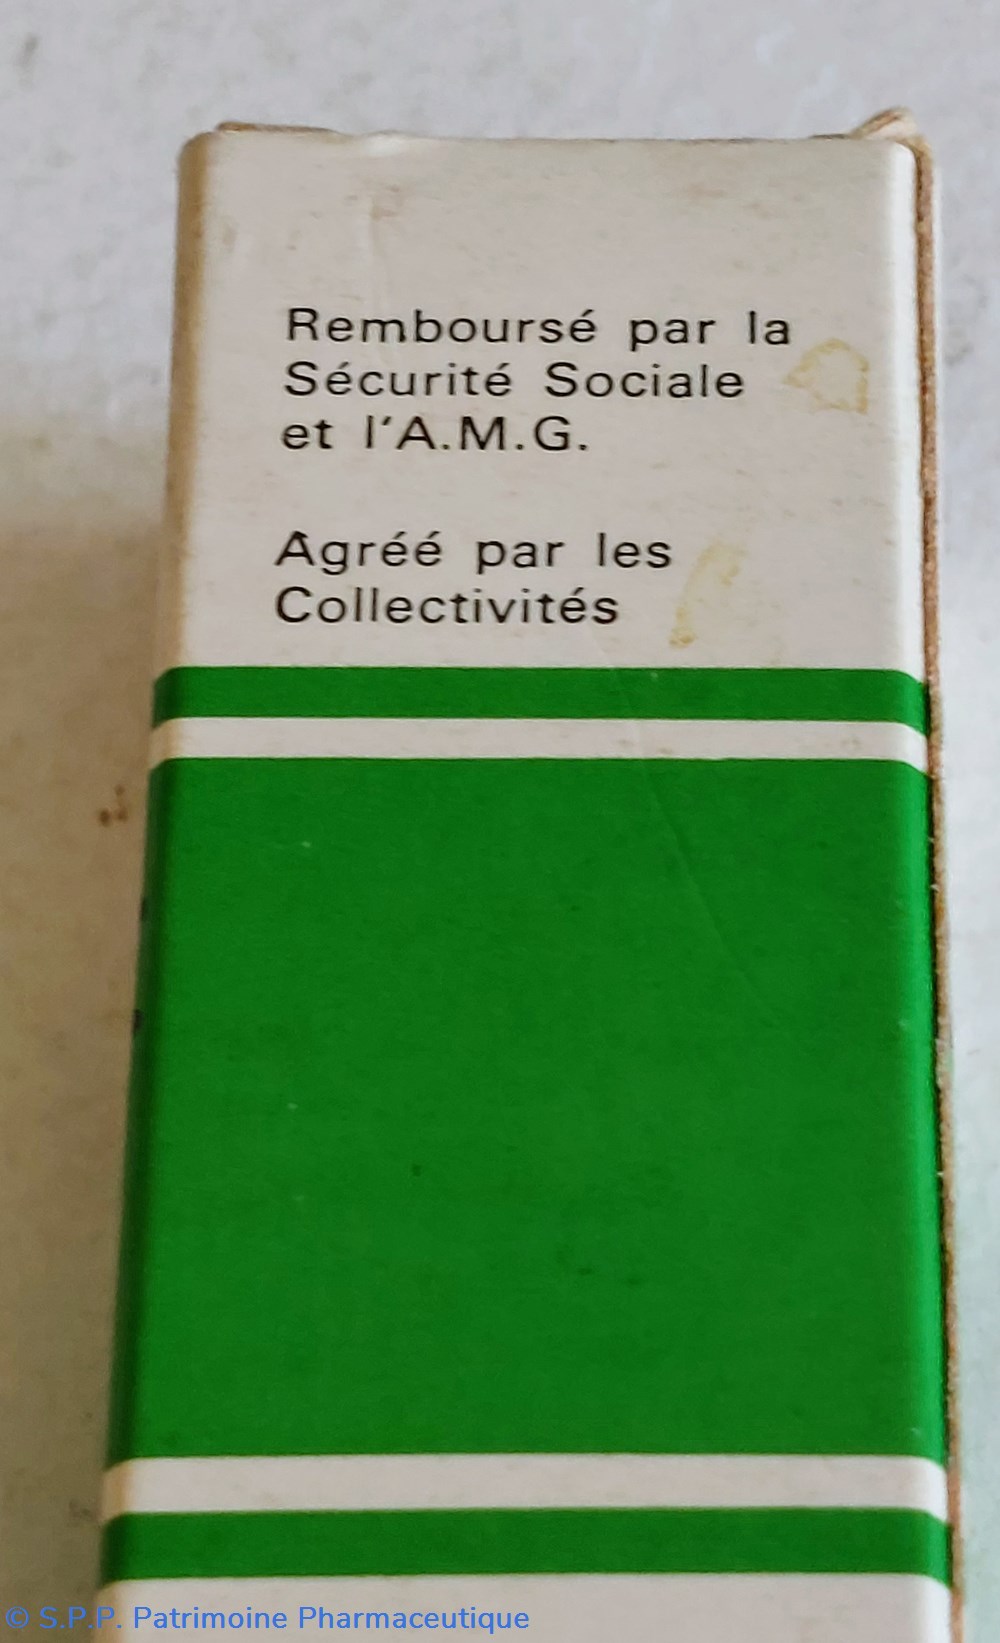 Remboursé par la
Sécurité Sociale
et l'A.M.G.
Agréé par les
Collectivités
© S.P.P. Patrimoine Pharmaceutique